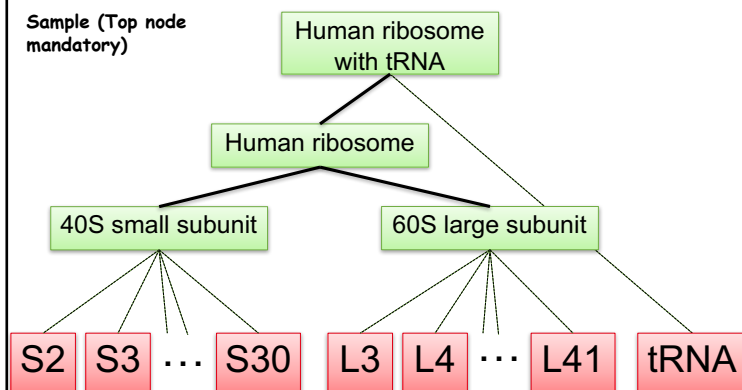 Sample (Top node
mandatory)
Human ribosome
with tRNA
Human ribosome
40S small subunit
60S large subunit
S2 S3 ... S30 L3 L4 ... L41 tRNA